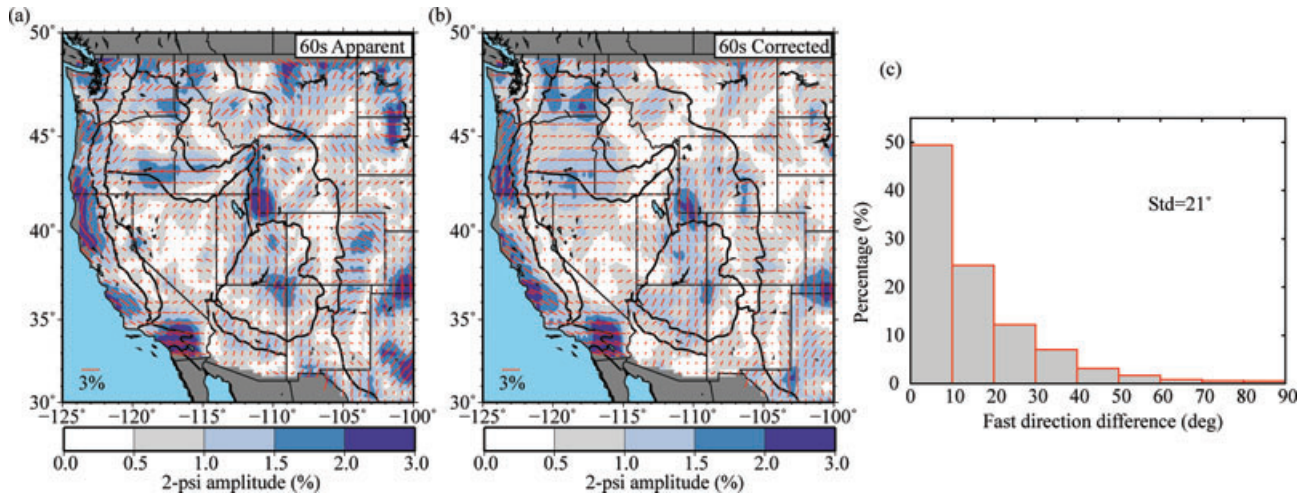 (a)
(b)
(c)
60s Apparent
60s Corrected
50°
45°
40°
35°
30°
3%
−125° −120° −115° −110° −105° −100°
0.0 0.5 1.0 1.5 2.0 3.0
2-psi amplitude (%)
50°
45°
40°
35°
30°
3%
−125° −120° −115° −110° −105° −100°
0.0 0.5 1.0 1.5 2.0 3.0
2-psi amplitude (%)
Std=21°
Percentage (%)
50
40
30
20
10
0
0 10 20 30 40 50 60 70 80 90
Fast direction difference (deg)